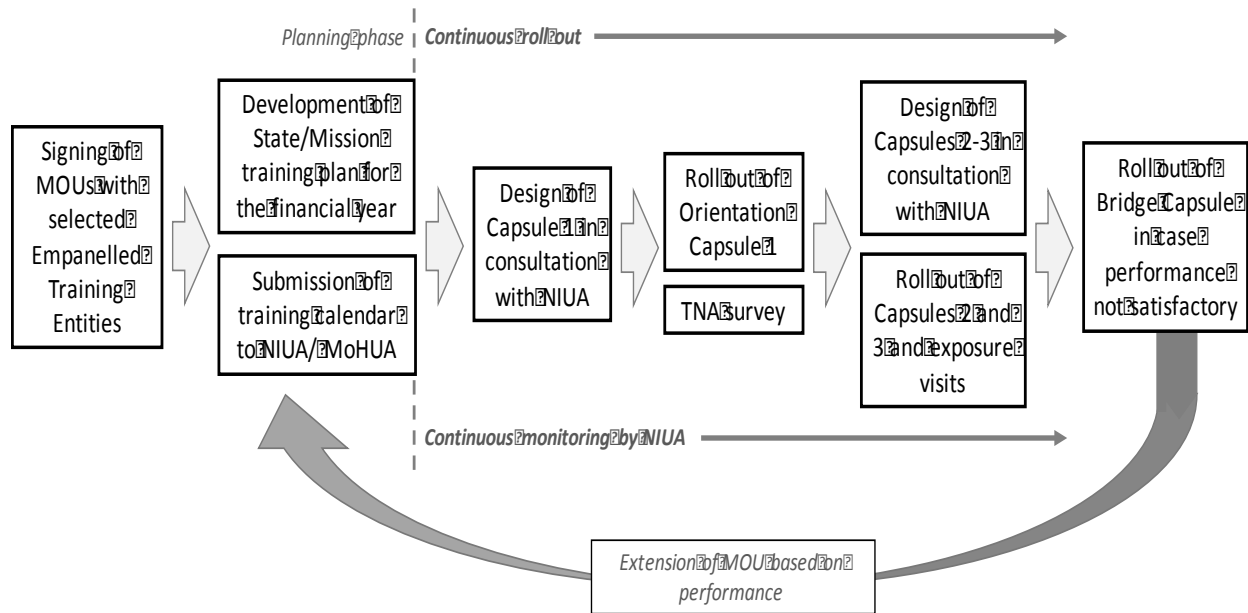 Planning phase
Continuous roll out
Signing of
MOUs with
selected
Empanelled
Training
Entities
Development of
State/Mission
training plan for
the financial year
Submission of
training calendar
to NIUA/ MoHUA
Design of
Capsule 1 in
consultation
with NIUA
Roll out of
Orientation
Capsule 1
TNA survey
Design of
Capsules 2-3 in
consultation
with NIUA
Roll out of
Capsules 2 and
3 and exposure
visits
Roll out of
Bridge Capsule
in case
performance
not satisfactory
Continuous monitoring by NIUA
Extension of MOU based on
performance